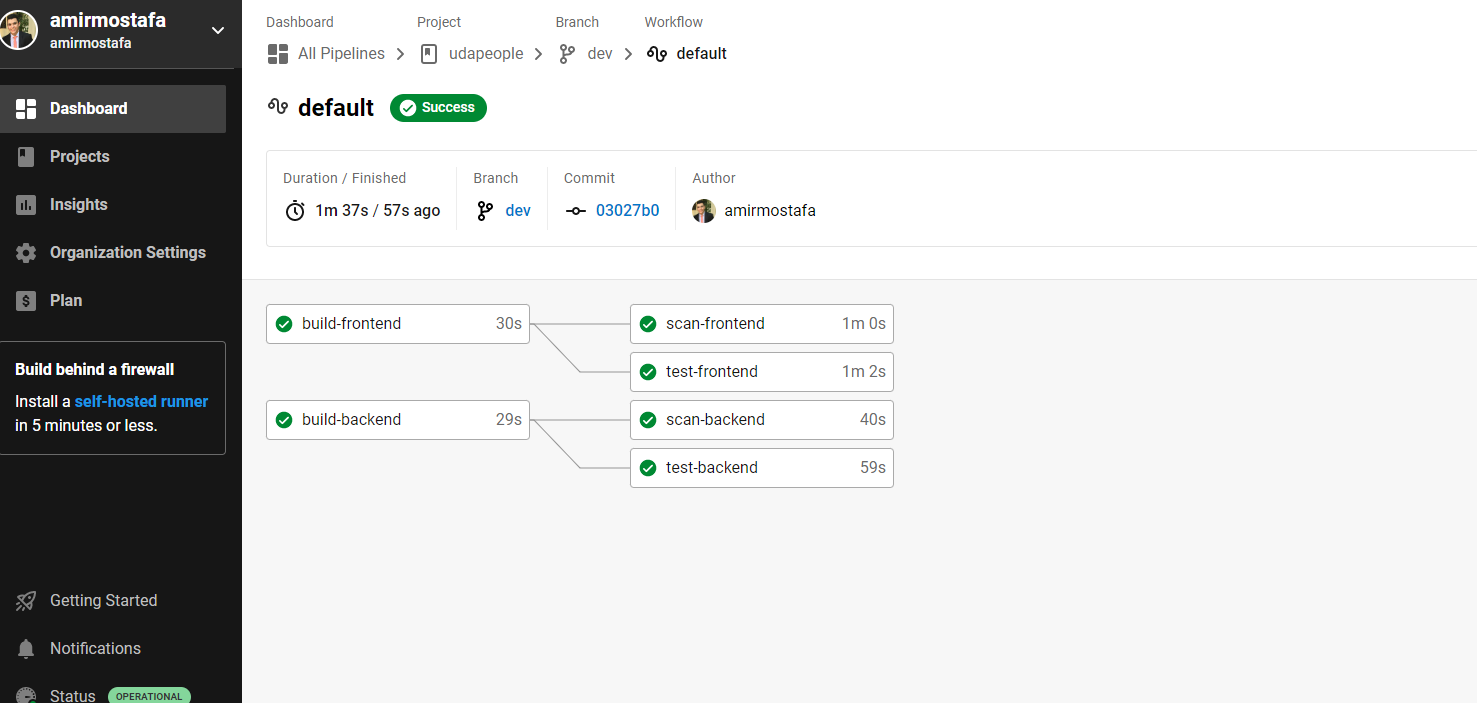 amirmostafa
amirmostafa
Dashboard
Projects
Insights
Organization Settings
Plan
Build behind a firewall
Install a self-hosted runner
in 5 minutes or less.
Getting Started
Notifications
Status OPERATIONAL
Dashboard Project Branch Workflow
All Pipelines udapeople dev default
default Success
Duration / Finished Branch Commit Author
1m 37s / 57s ago dev 03027b0 amirmostafa
build-frontend 30s scan-frontend 1m 0s
test-frontend 1m 2s
build-backend 29s scan-backend 40s
test-backend 59s